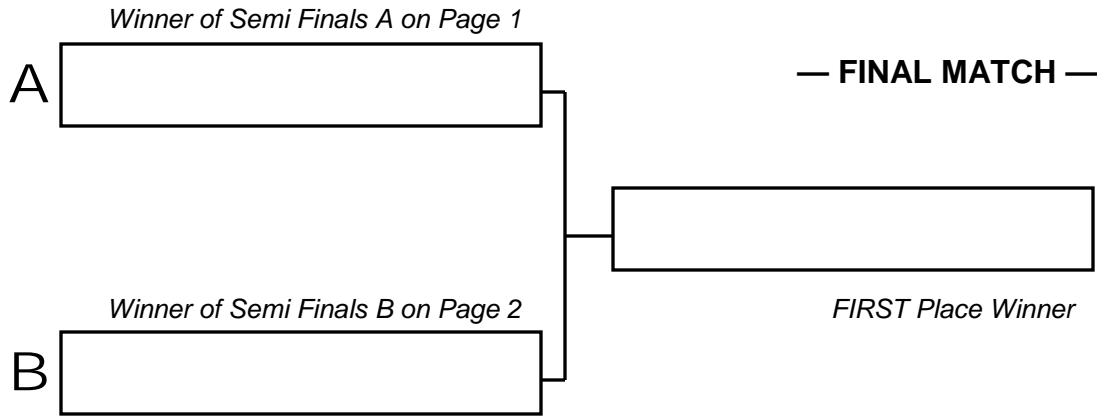 Winner of Semi Finals A on Page 1
A
— FINAL MATCH —
Winner of Semi Finals B on Page 2
FIRST Place Winner
B